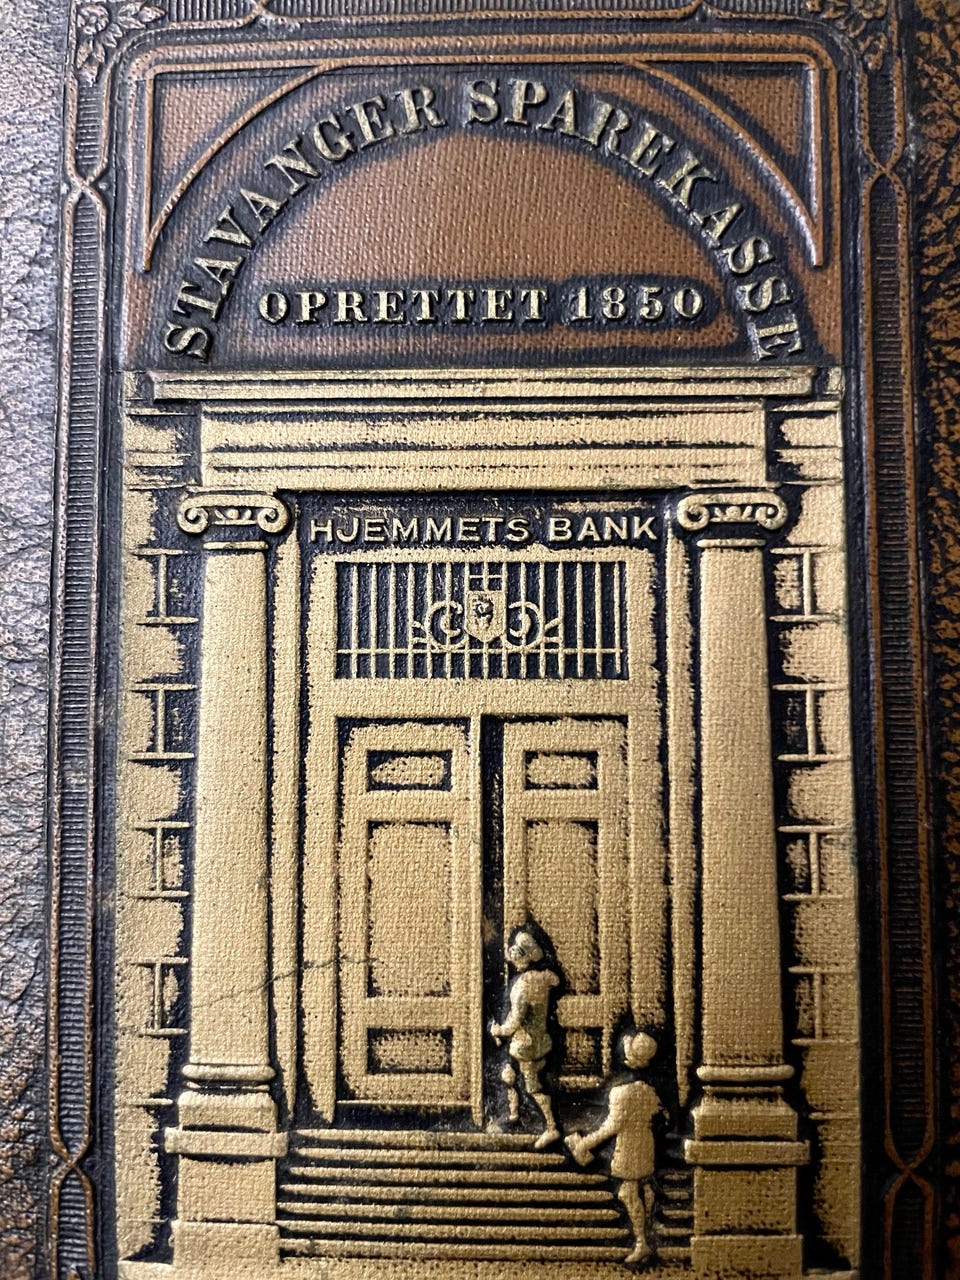 STAVANGER SPAREKASSE
OPRETTET 1850
HJEMMETS BANK